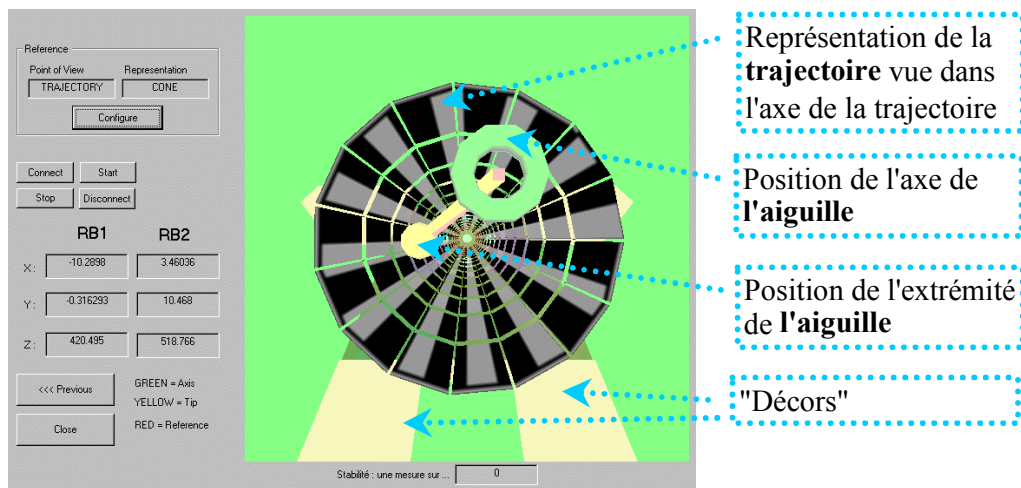 Reference
Point of View Representation
TRAJECTORY CONE
Configure
Connect Start
Stop Disconnect
RB1 RB2
X: -10.2898 3.46036
Y: -0.316293 10.468
Z: 420.495 518.766
<<< Previous
Close
GREEN = Axis
YELLOW = Tip
RED = Reference
Stabilité : une mesure sur ... 0
Représentation de la
trajectoire vue dans
l'axe de la trajectoire
Position de l'axe de
l'aiguille
Position de l'extrémité
de l'aiguille
"Décors"